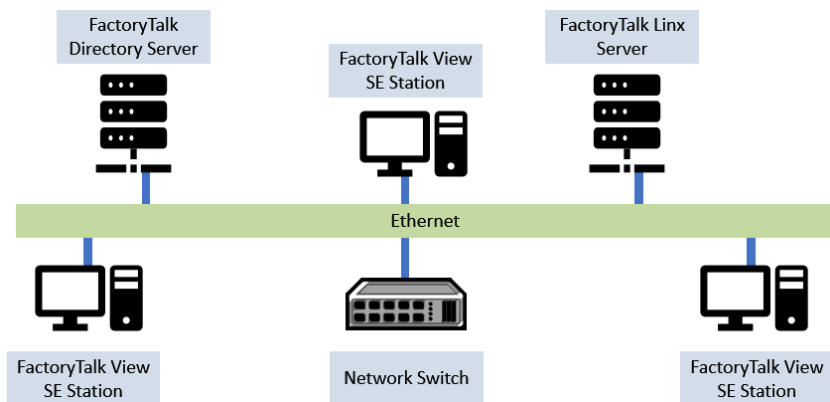 FactoryTalk
Directory Server
FactoryTalk View
SE Station
FactoryTalk Linx
Server
Ethernet
FactoryTalk View
SE Station
Network Switch
FactoryTalk View
SE Station